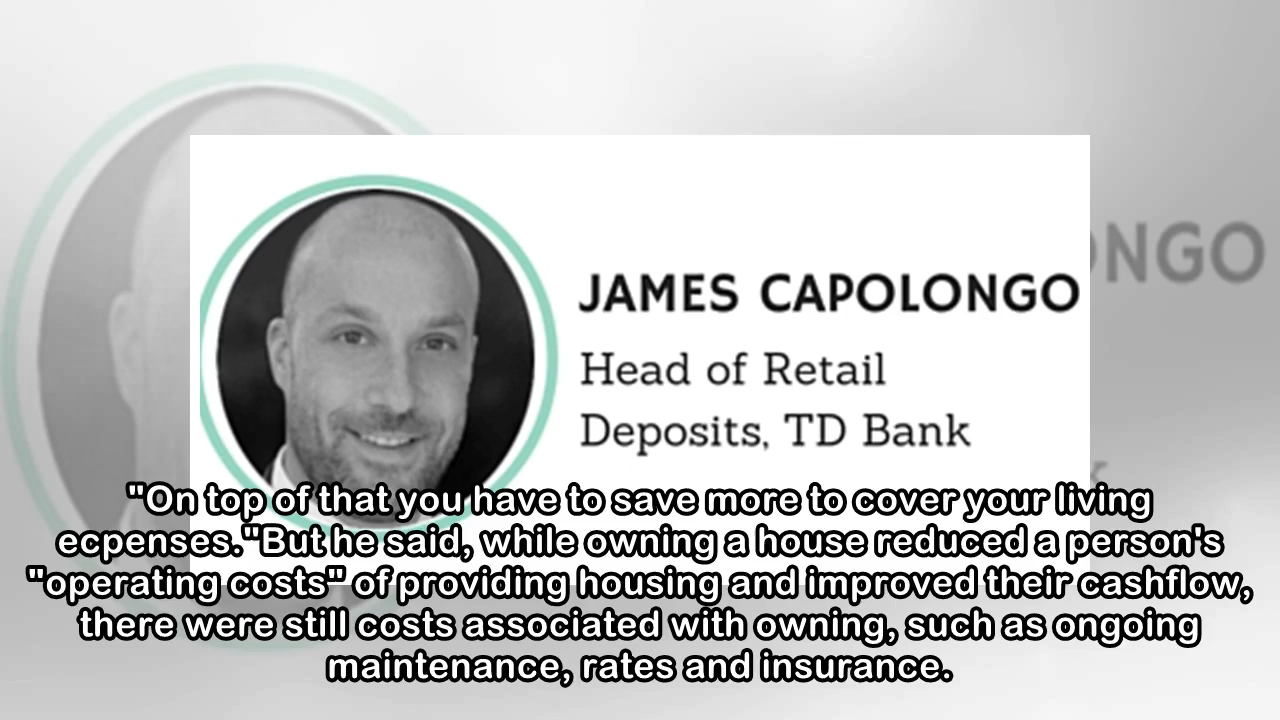 ONGO
JAMES CAPOLONGO
Head of Retail
Deposits, TD Bank
"On top of that you have to save more to cover your living
ecpenses."But he said, while owning a house reduced a person's
"operating costs" of providing housing and improved their cashflow,
there were still costs associated with owning, such as ongoing
maintenance, rates and insurance.